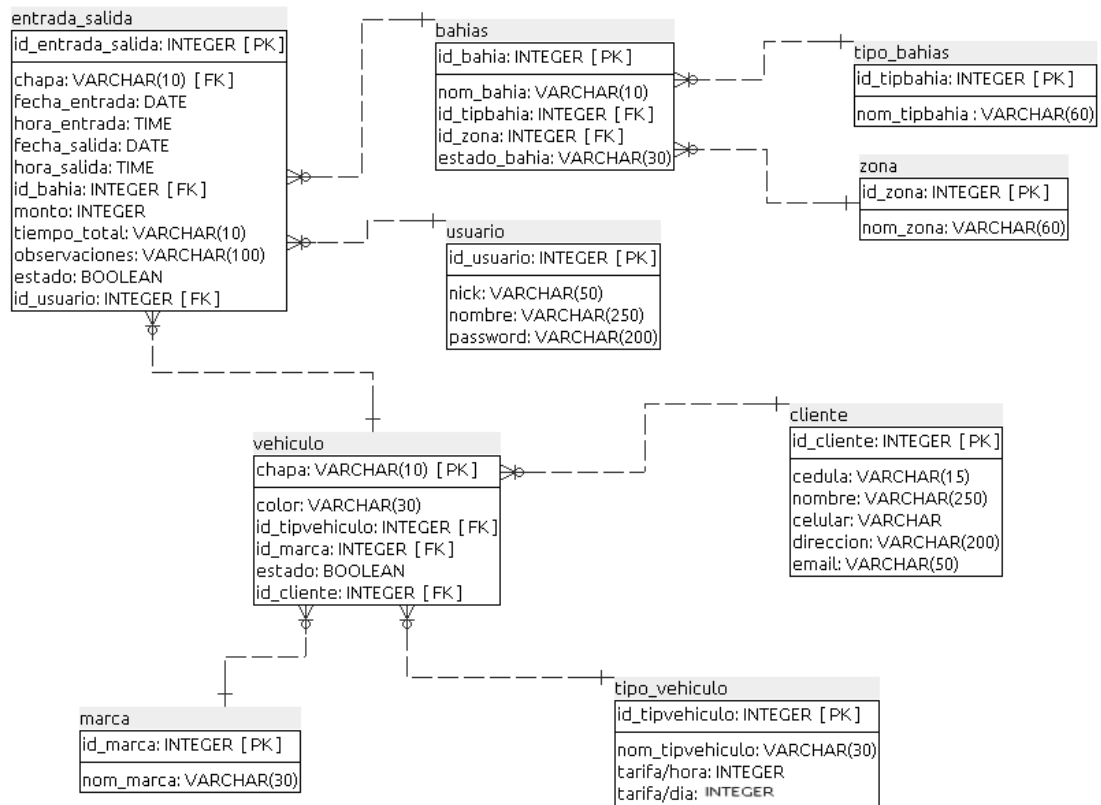 entrada_salida
id_entrada_salida: INTEGER [PK]
chapa: VARCHAR(10) [FK]
fecha_entrada: DATE
hora_entrada: TIME
fecha_salida: DATE
hora_salida: TIME
id_bahia: INTEGER [FK]
monto: INTEGER
tiempo_total: VARCHAR(10)
observaciones: VARCHAR(100)
estado: BOOLEAN
id_usuario: INTEGER [FK]
bahias
id_bahia: INTEGER [PK]
nom_bahia: VARCHAR(10)
id_tipbahia: INTEGER [FK]
id_zona: INTEGER [FK]
estado_bahia: VARCHAR(30)
tipo_bahias
id_tipbahia: INTEGER [PK]
nom_tipbahia : VARCHAR(60)
zona
id_zona: INTEGER [PK]
nom_zona: VARCHAR(60)
usuario
id_usuario: INTEGER [PK]
nick: VARCHAR(50)
nombre: VARCHAR(250)
password: VARCHAR(200)
vehiculo
chapa: VARCHAR(10) [PK]
color: VARCHAR(30)
id_tipvehiculo: INTEGER [FK]
id_marca: INTEGER [FK]
estado: BOOLEAN
id_cliente: INTEGER [FK]
cliente
id_cliente: INTEGER [PK]
cedula: VARCHAR(15)
nombre: VARCHAR(250)
celular: VARCHAR
direccion: VARCHAR(200)
email: VARCHAR(50)
marca
id_marca: INTEGER [PK]
nom_marca: VARCHAR(30)
tipo_vehiculo
id_tipvehiculo: INTEGER [PK]
nom_tipvehiculo: VARCHAR(30)
tarifa/hora: INTEGER
tarifa/dia: INTEGER